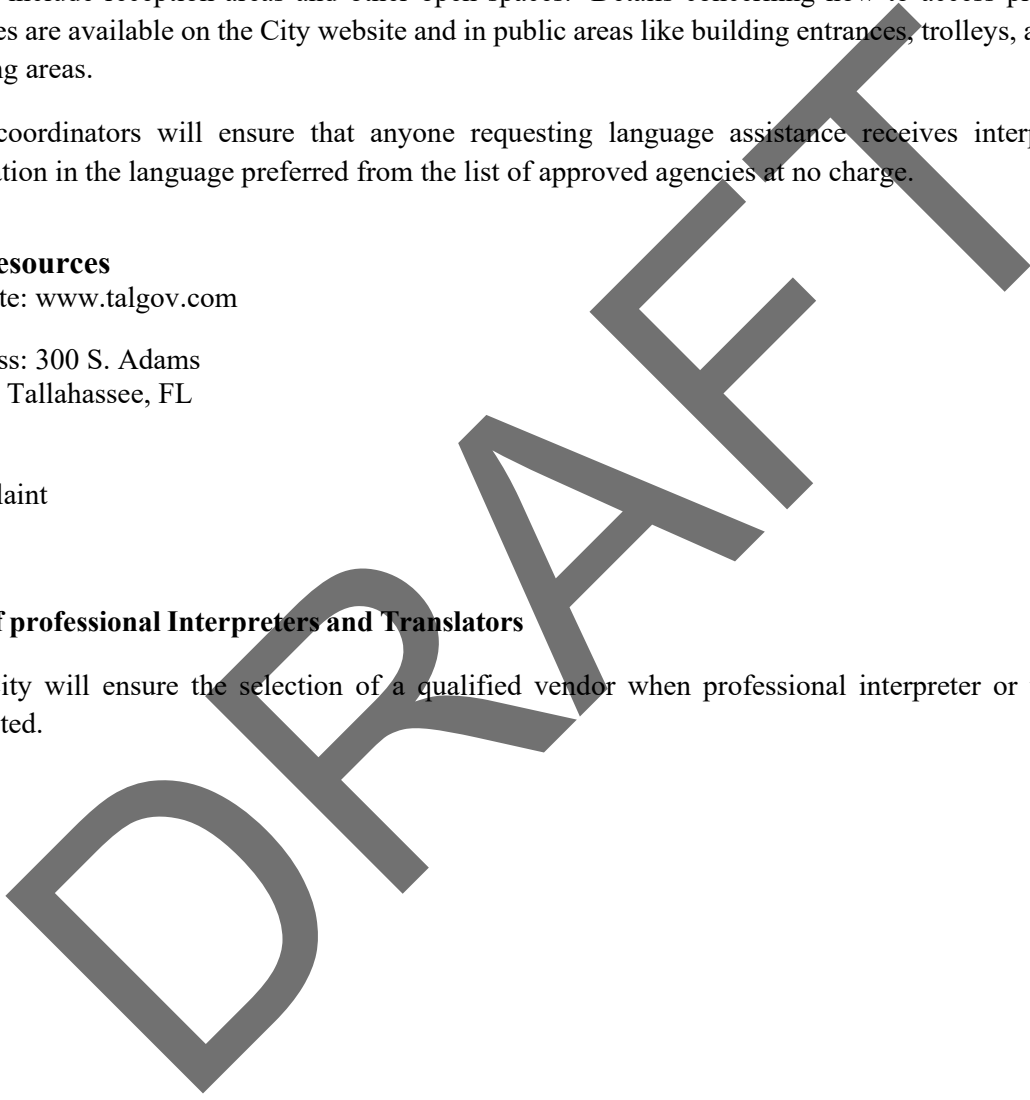 include reception areas and other open spaces. Details concerning how to access
es are available on the City website and in public areas like building entrances, trolleys, a
ng areas.
coordinators will ensure that anyone requesting language assistance receives interp
ation in the language preferred from the list of approved agencies at no charge.
esources
te: www.talgov.com
ss: 300 S. Adams
Tallahassee, FL
laint
f professional Interpreters and Translators
ity will ensure the selection of a qualified vendor when professional interpreter or
ted.
DRAFT